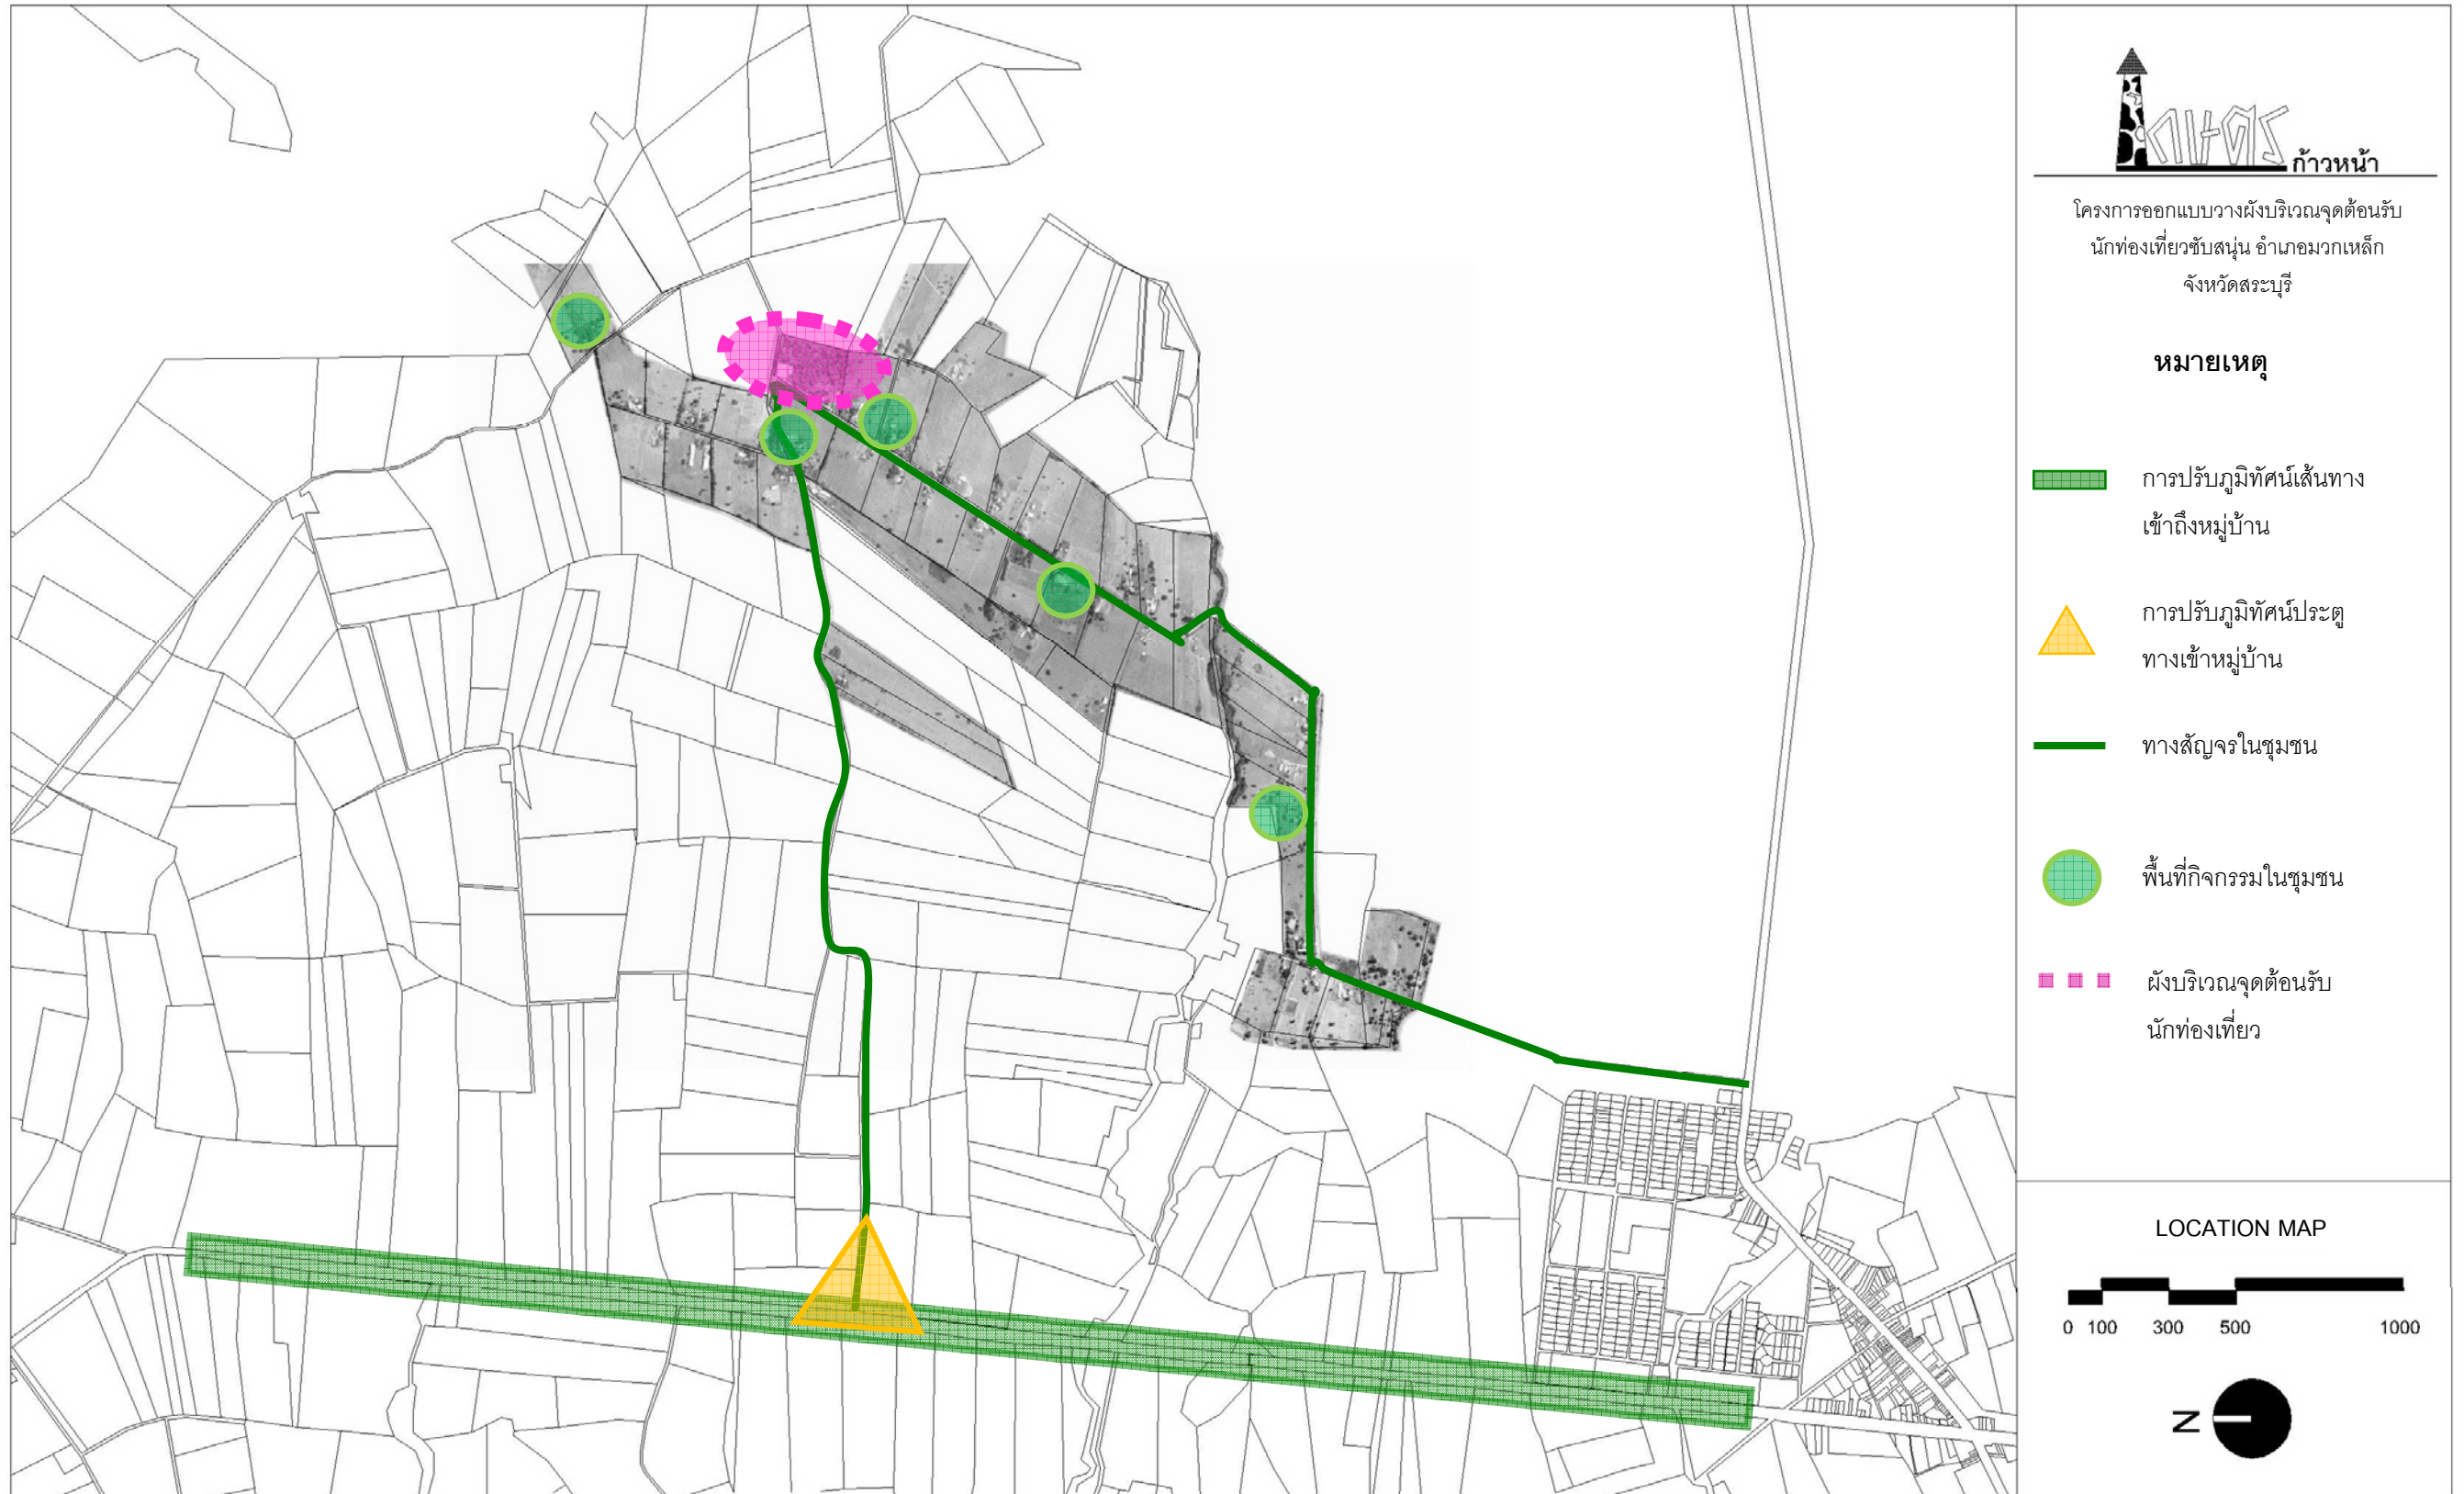 เกษตร
ก้าวหน้า
โครงการออกแบบวางผังบริเวณจุดต้อนรับ
นักท่องเที่ยวซับสนุ่น อำเภอมวกเหล็ก
จังหวัดสระบุรี
หมายเหตุ
การปรับภูมิทัศน์เส้นทาง
เข้าถึงหมู่บ้าน
การปรับภูมิทัศน์ประตู
ทางเข้าหมู่บ้าน
ทางสัญจรในชุมชน
พื้นที่กิจกรรมในชุมชน
ผังบริเวณจุดต้อนรับ
นักท่องเที่ยว
LOCATION MAP
0 100 300 500 1000
N